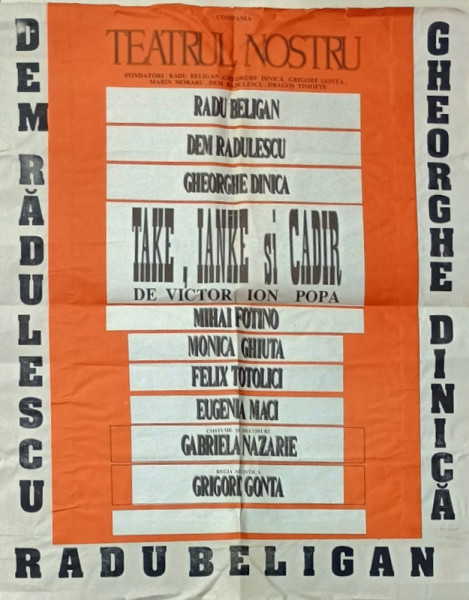 COMPANIA
TEATRUL NOSTRU
FONDATORI: RADU BELIGAN, GHEORGHE DINICĂ, GRIGORE GONȚA,
MARIN MORARU, DEM RADULESCU, DRAGOȘ TIMOFTE
RADU BELIGAN
DEM RADULESCU
GHEORGHE DINICA
TAKE, IANKE și CADIR
DE VICTOR ION POPA
MIHAI FOTINO
MONICA GHIUTA
FELIX TOTOLICI
EUGENIA MACI
COSTUME ȘI DECORURI
GABRIELA NAZARIE
REGIA ARTISTICĂ
GRIGORE GONTA
DEM RĂDULESCU
GHEORGHE DINICĂ
RADU BELIGAN